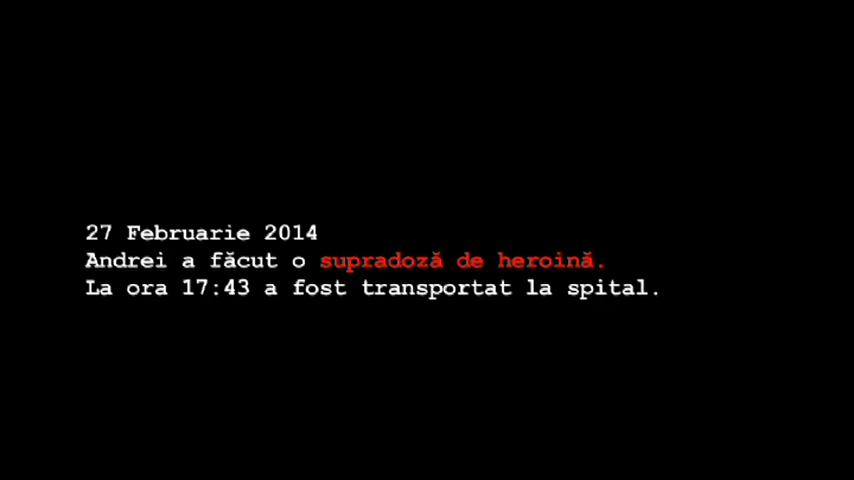 27 Februarie 2014
Andrei a făcut o supradoză de heroină.
La ora 17:43 a fost transportat la spital.